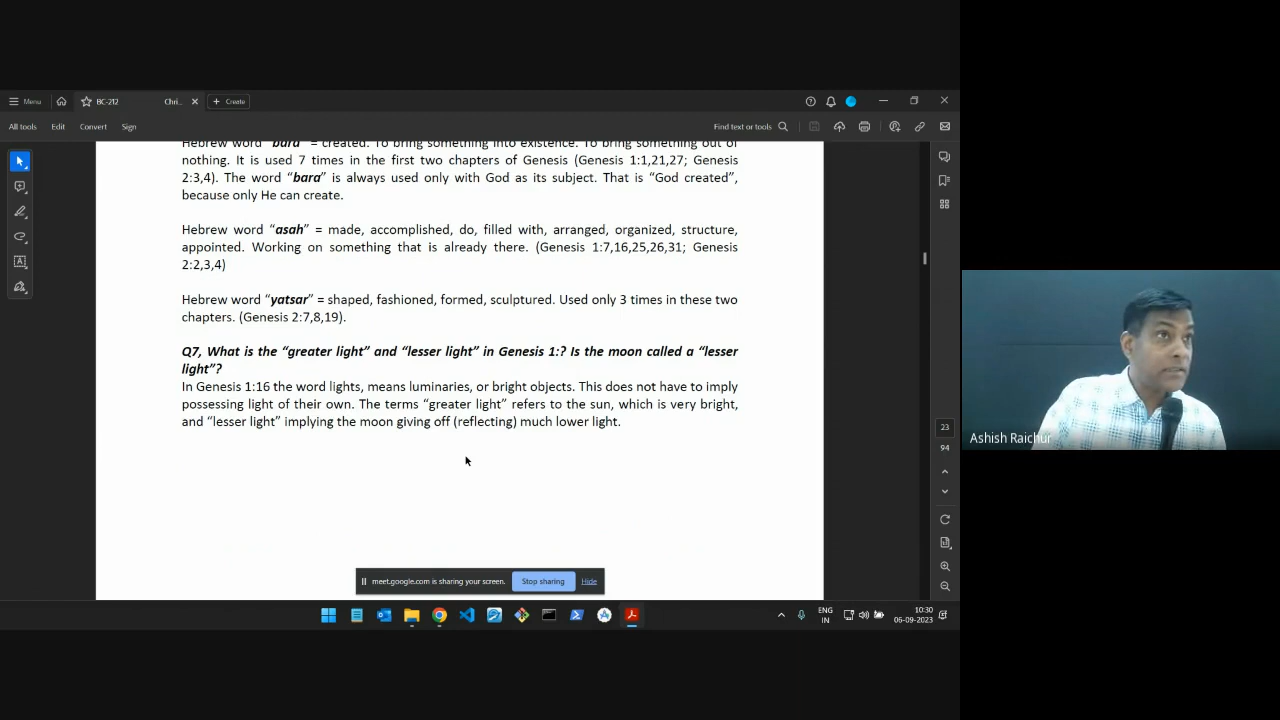 Menu
BC-212
Chri...
Create
All tools
Edit
Convert
Sign
Find text or tools
Hebrew word "bara" = created. To bring something into existence. To bring something out of
nothing. It is used 7 times in the first two chapters of Genesis (Genesis 1:1,21,27; Genesis
2:3,4). The word "bara" is always used only with God as its subject. That is "God created",
because only He can create.
Hebrew word "asah" = made, accomplished, do, filled with, arranged, organized, structure,
appointed. Working on something that is already there. (Genesis 1:7,16,25,26,31; Genesis
2:2,3,4)
Hebrew word "yatsar" = shaped, fashioned, formed, sculptured. Used only 3 times in these two
chapters. (Genesis 2:7,8,19).
Q7, What is the "greater light" and "lesser light" in Genesis 1:? Is the moon called a "lesser
light"?
In Genesis 1:16 the word lights, means luminaries, or bright objects. This does not have to imply
possessing light of their own. The terms "greater light" refers to the sun, which is very bright,
and "lesser light" implying the moon giving off (reflecting) much lower light.
23
94
Ashish Raichur
meet.google.com is sharing your screen.
Stop sharing
Hide
ENG
IN
10:30
06-09-2023